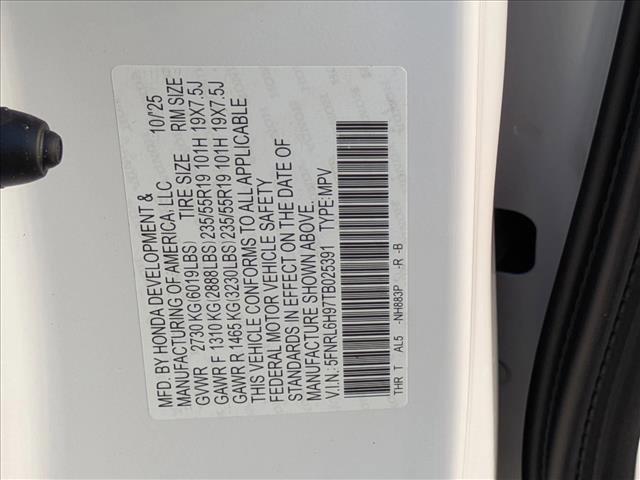 MFD. BY HONDA DEVELOPMENT &
MANUFACTURING OF AMERICA, LLC 10/'25
TIRE SIZE RIM SIZE
GVWR 2730 KG(6019LBS)
GAWR F 1310 KG(2888LBS)235/55R19 101H 19X7.5J
GAWR R 1465 KG(3230LBS)235/55R19 101H 19X7.5J
THIS VEHICLE CONFORMS TO ALL APPLICABLE
FEDERAL MOTOR VEHICLE SAFETY
STANDARDS IN EFFECT ON THE DATE OF
MANUFACTURE SHOWN ABOVE.
V.I.N.:5FNRL6H97TB025391 TYPE:MPV
THR T AL5 -NH883P -R -B